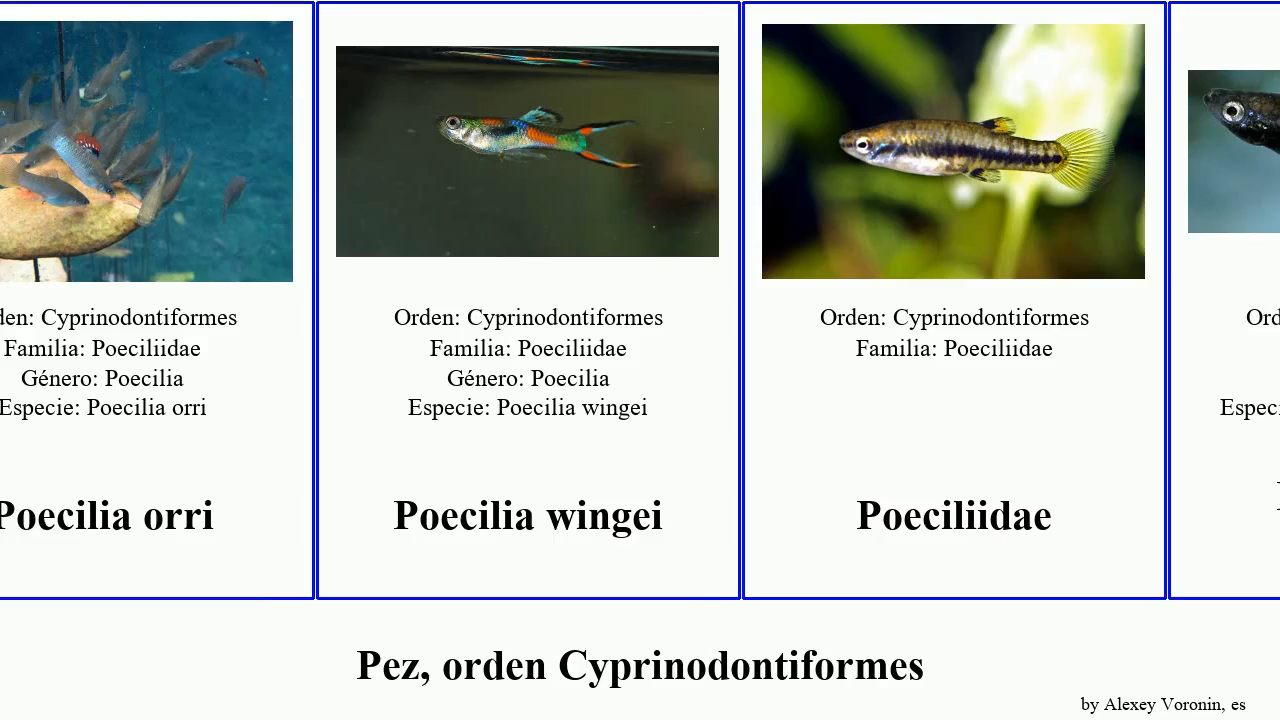 Cyprinodontiformes
Familia: Poeciliidae
Género: Poecilia
Especie: Poecilia orri
Poecilia orri
Orden: Cyprinodontiformes
Familia: Poeciliidae
Género: Poecilia
Especie: Poecilia wingei
Poecilia wingei
Orden: Cyprinodontiformes
Familia: Poeciliidae
Poeciliidae
Pez, orden Cyprinodontiformes
by Alexey Voronin, es